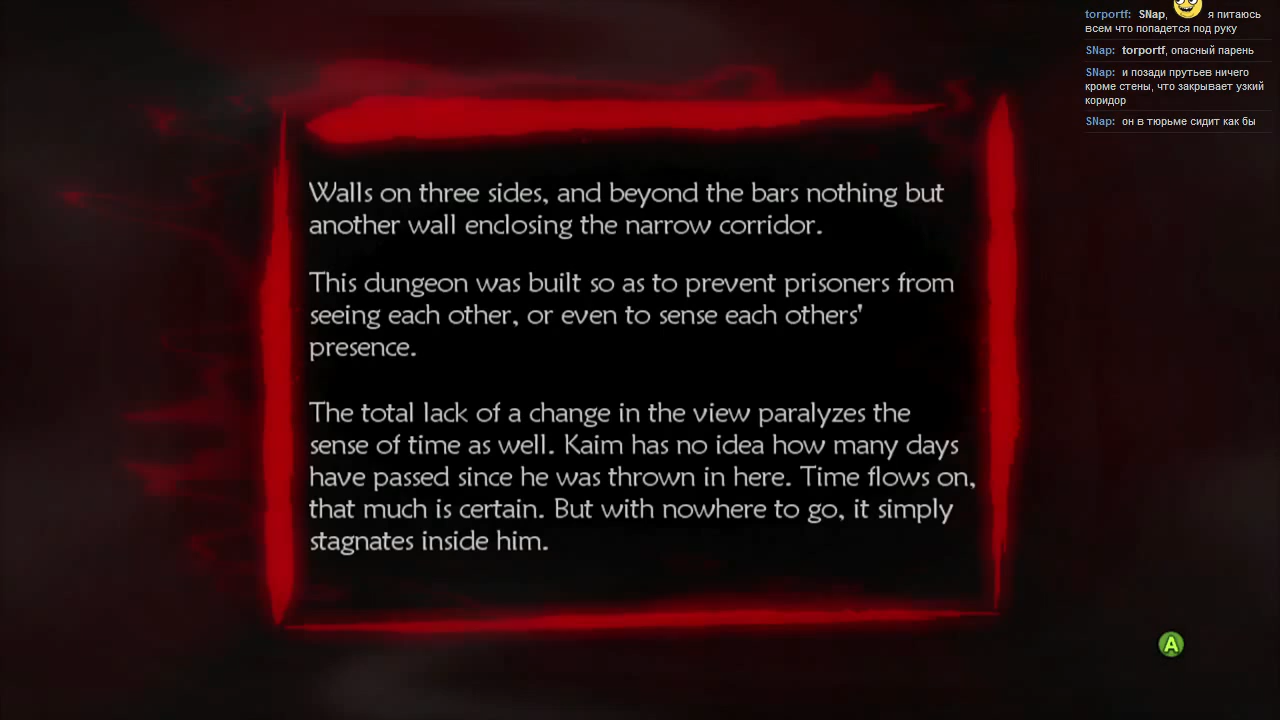 torportf: SNap, я питаюсь
всем что попадется под руку
SNap: torportf, опасный парень
SNap: и позади прутьев ничего
кроме стены, что закрывает узкий
коридор
SNap: он в тюрьме сидит как бы
Walls on three sides, and beyond the bars nothing but
another wall enclosing the narrow corridor.
This dungeon was built so as to prevent prisoners from
seeing each other, or even to sense each others'
presence.
The total lack of a change in the view paralyzes the
sense of time as well. Kaim has no idea how many days
have passed since he was thrown in here. Time flows on,
that much is certain. But with nowhere to go, it simply
stagnates inside him.
A